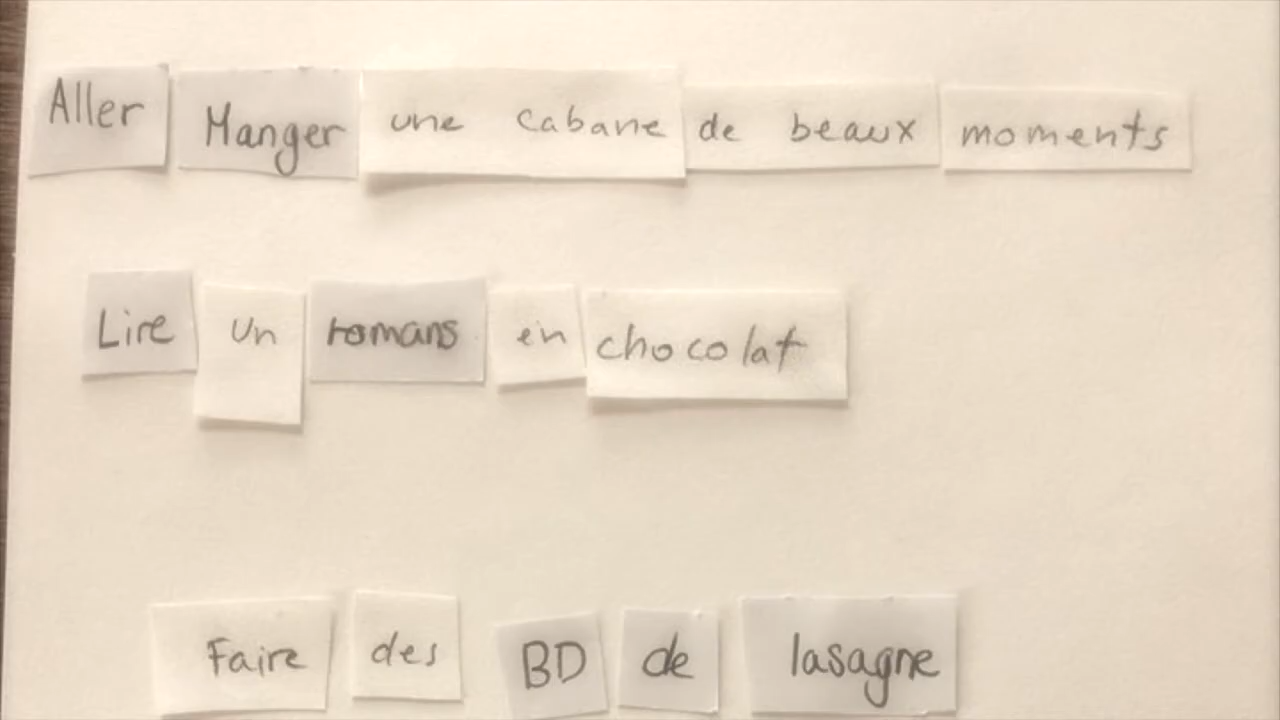 Aller Manger une cabane de beaux moments
Lire un romans en chocolat
Faire des BD de lasagne